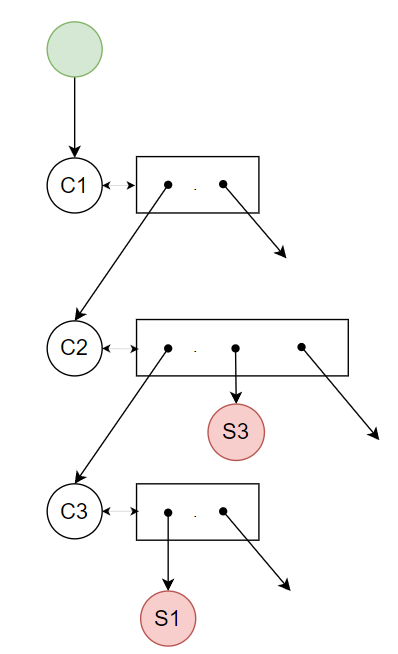 C1
.
C2
.
S3
C3
.
S1